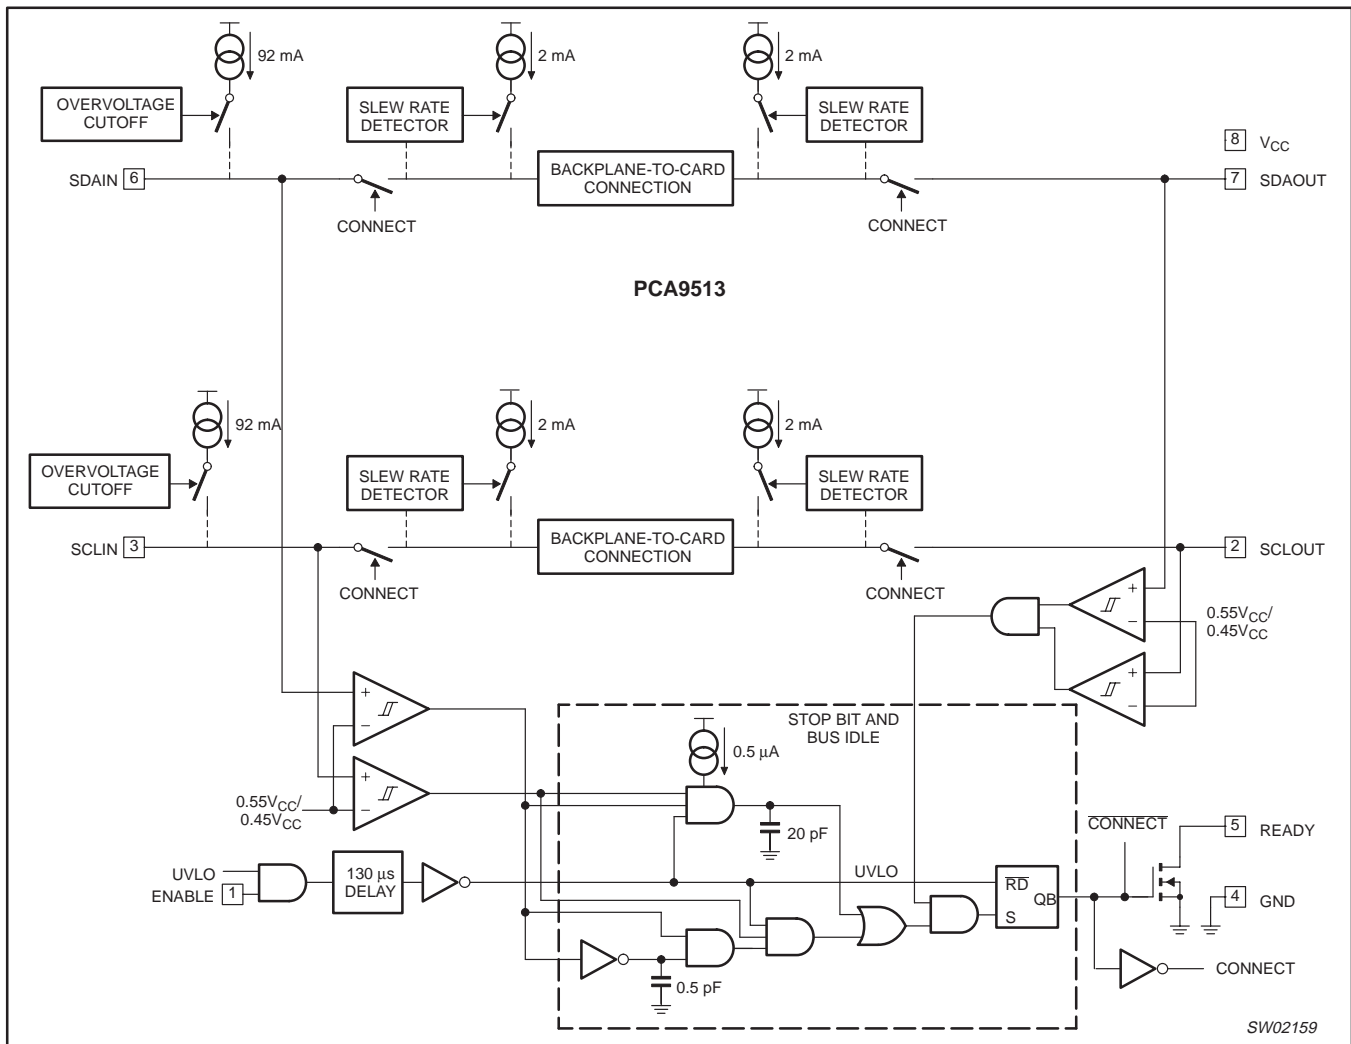 92 mA
2 mA
2 mA
OVERVOLTAGE
CUTOFF
SLEW RATE
DETECTOR
SLEW RATE
DETECTOR
8 VCC
SDAIN 6
BACKPLANE-TO-CARD
CONNECTION
7 SDAOUT
CONNECT
CONNECT
PCA9513
92 mA
2 mA
2 mA
OVERVOLTAGE
CUTOFF
SLEW RATE
DETECTOR
SLEW RATE
DETECTOR
SCLIN 3
BACKPLANE-TO-CARD
CONNECTION
2 SCLOUT
CONNECT
CONNECT
+
−
0.55VCC/
0.45VCC
+
−
+
−
STOP BIT AND
BUS IDLE
0.5 µA
+
−
0.55VCC/
0.45VCC
20 pF
CONNECT
5 READY
UVLO
ENABLE 1
130 µs
DELAY
UVLO
RD
QB
S
4 GND
0.5 pF
CONNECT
SW02159